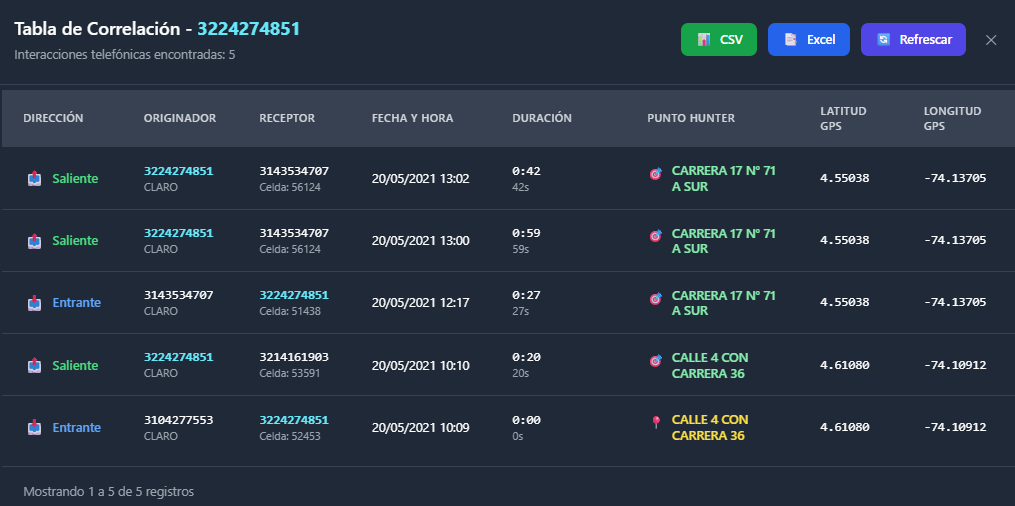 Tabla de Correlación - 3224274851
Interacciones telefónicas encontradas: 5
CSV
Excel
Refrescar
DIRECCIÓN ORIGINADOR RECEPTOR FECHA Y HORA DURACIÓN PUNTO HUNTER LATITUD GPS LONGITUD GPS
Saliente 3224274851 3143534707 20/05/2021 13:02 0:42 CARRERA 17 N° 71 4.55038 -74.13705
CLARO Celda: 56124 42s A SUR
Saliente 3224274851 3143534707 20/05/2021 13:00 0:59 CARRERA 17 N° 71 4.55038 -74.13705
CLARO Celda: 56124 59s A SUR
Entrante 3143534707 3224274851 20/05/2021 12:17 0:27 CARRERA 17 N° 71 4.55038 -74.13705
CLARO Celda: 51438 27s A SUR
Saliente 3224274851 3214161903 20/05/2021 10:10 0:20 CALLE 4 CON 4.61080 -74.10912
CLARO Celda: 53591 20s CARRERA 36
Entrante 3104277553 3224274851 20/05/2021 10:09 0:00 CALLE 4 CON 4.61080 -74.10912
CLARO Celda: 52453 0s CARRERA 36
Mostrando 1 a 5 de 5 registros